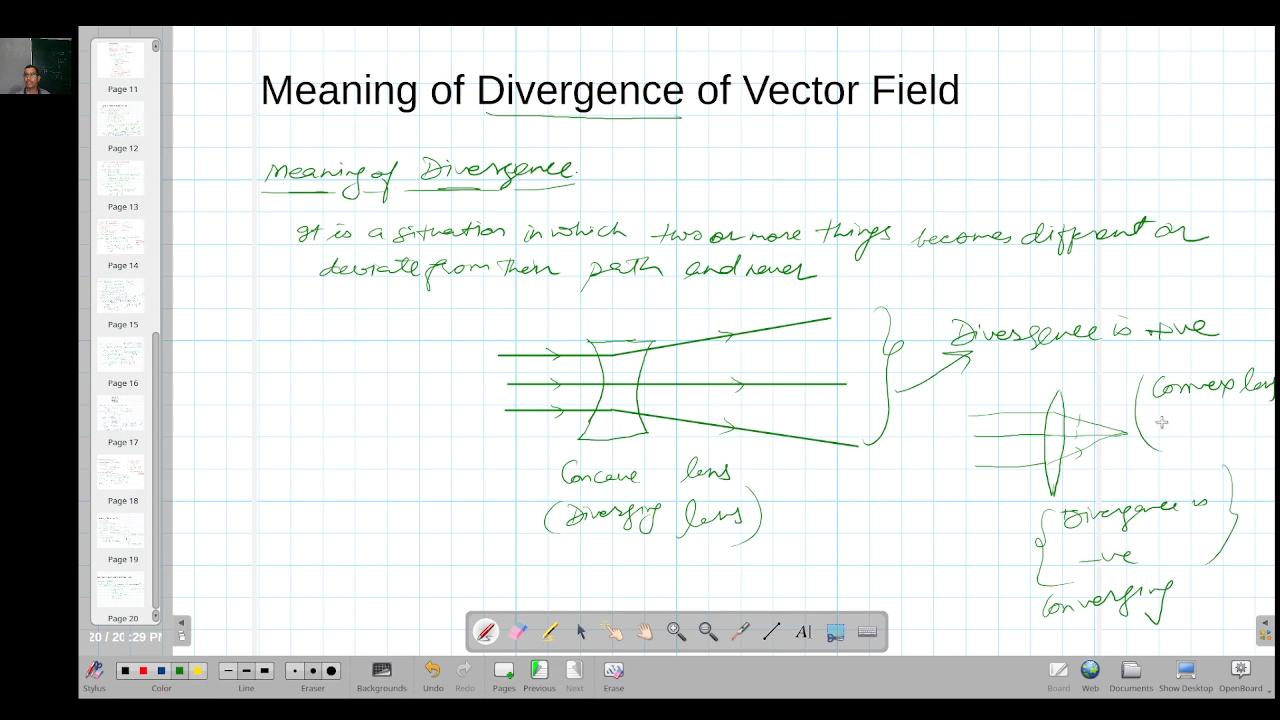 Meaning of Divergence of Vector Field
Meaning of Divergence.
It is a situation in which two or more things becomes different or
deviate from their path and
Divergence is +ve
(Convex lens
Concave lens
(Diverging lens)
Divergence is
-ve
Converging
Page 11
Page 12
Page 13
Page 14
Page 15
Page 16
Page 17
Page 18
Page 19
Page 20
Stylus
Color
Line
Eraser
Backgrounds
Undo
Redo
Pages
Previous
Next
Erase
Board
Web
Documents
Show Desktop
OpenBoard